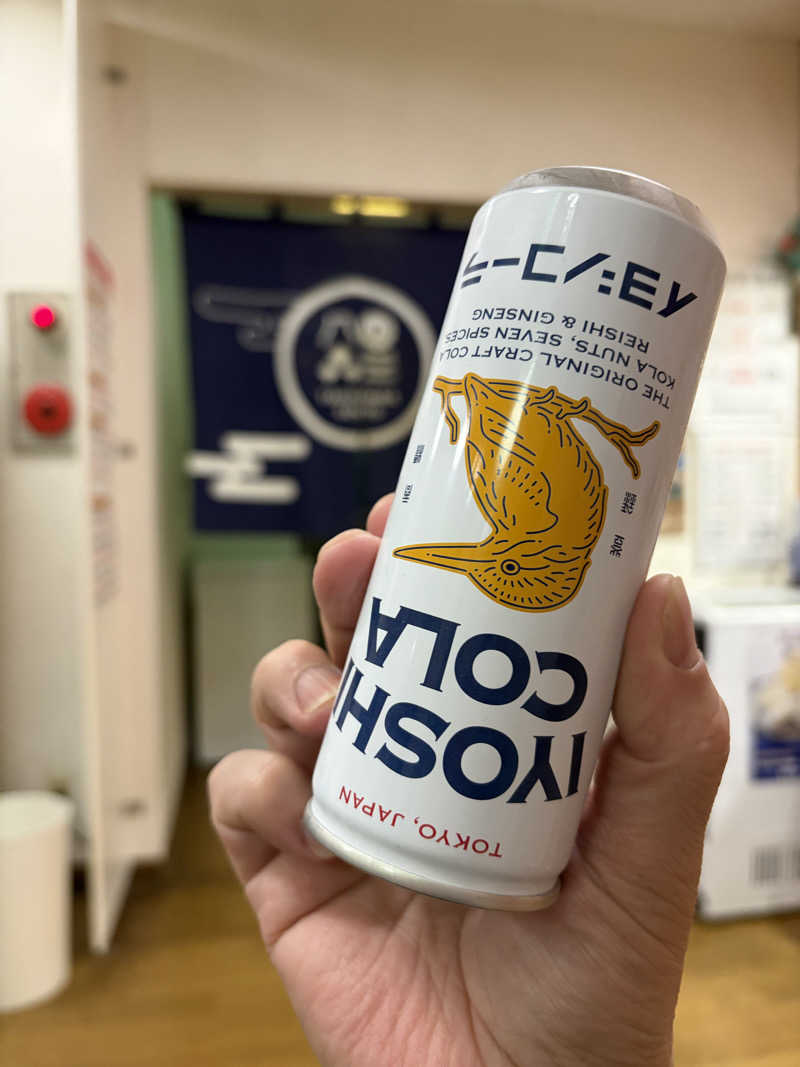 TOKYO, JAPAN
IYOSHI
COLA
THE ORIGINAL CRAFT COLA
KOLA NUTS, SEVEN SPICES
REISHI & GINSENG
イヨシコーラ